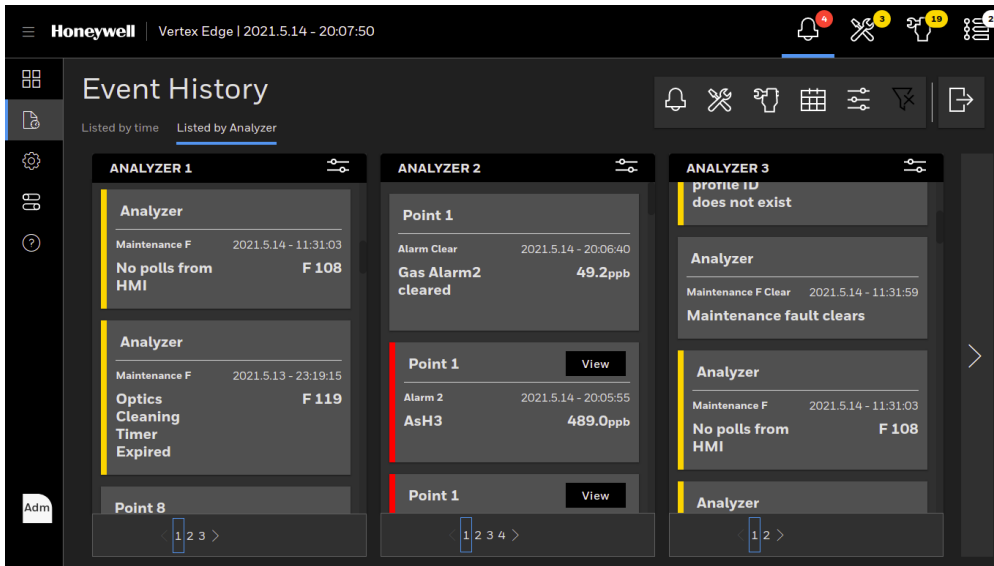 Honeywell Vertex Edge | 2021.5.14 - 20:07:50 4 3 19 2
Event History
Listed by time Listed by Analyzer
ANALYZER 1
Analyzer
Maintenance F 2021.5.14 - 11:31:03
No polls from F 108
HMI
Analyzer
Maintenance F 2021.5.13 - 23:19:15
Optics F 119
Cleaning
Timer
Expired
Point 8
1 2 3
ANALYZER 2
Point 1
Alarm Clear 2021.5.14 - 20:06:40
Gas Alarm2 49.2ppb
cleared
Point 1 View
Alarm 2 2021.5.14 - 20:05:55
AsH3 489.0ppb
Point 1 View
1 2 3 4
ANALYZER 3
profile ID
does not exist
Analyzer
Maintenance F Clear 2021.5.14 - 11:31:59
Maintenance fault clears
Analyzer
Maintenance F 2021.5.14 - 11:31:03
No polls from F 108
HMI
Analyzer
1 2
Adm